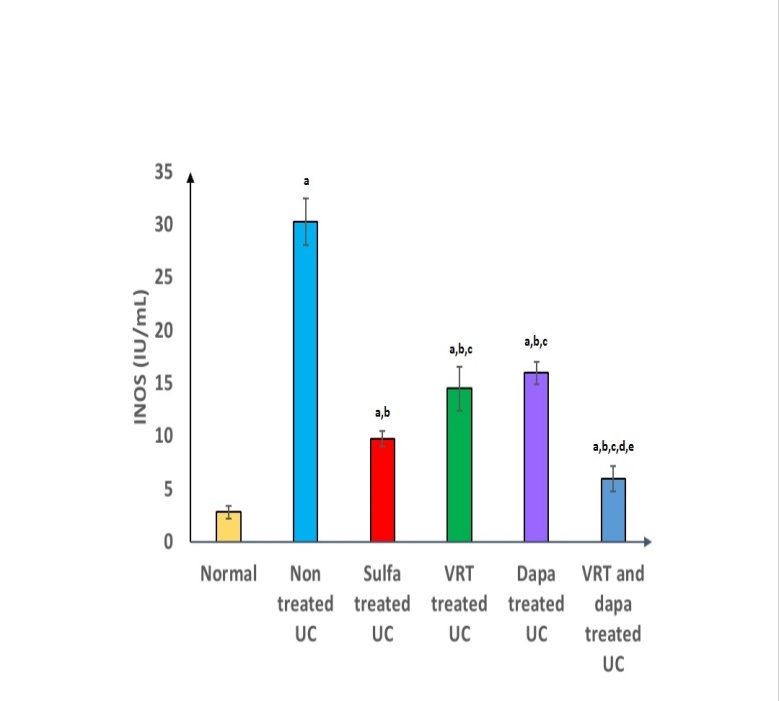 35
30
25
20
15
10
5
0
INOS (IU/mL)
a
a,b
a,b,c
a,b,c
a,b,c,d,e
Normal
Non
treated
UC
Sulfa
treated
UC
VRT
treated
UC
Dapa
treated
UC
VRT and
dapa
treated
UC